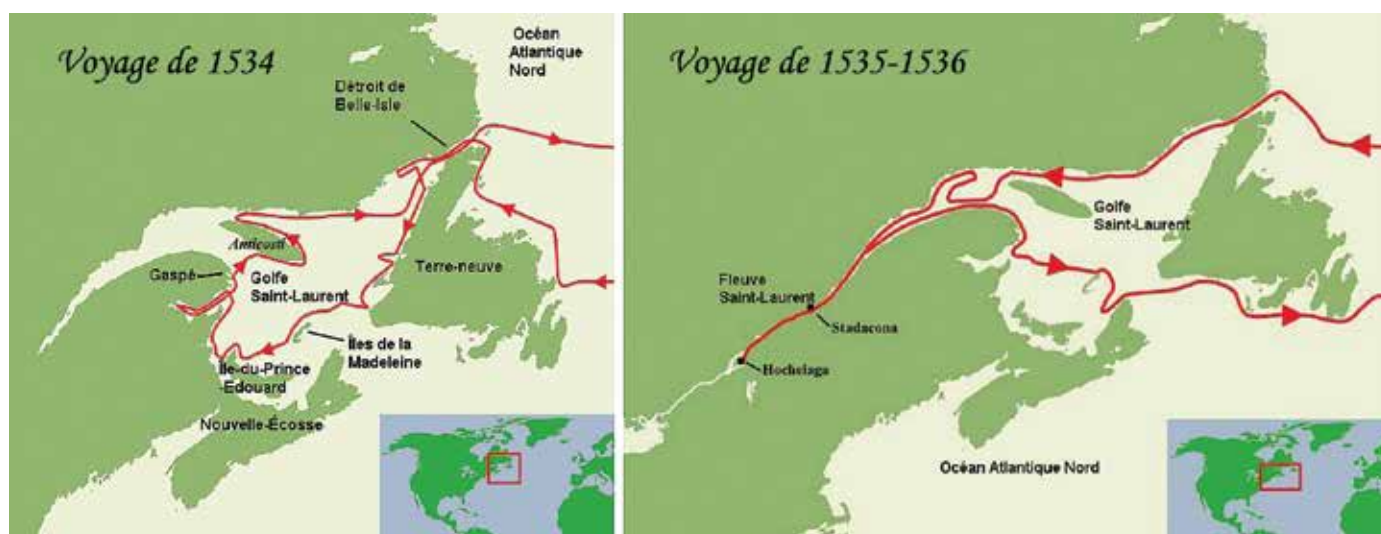 Voyage de 1534
Océan
Atlantique
Nord
Détroit de
Belle-Isle
Anticosti
Gaspé
Golfe
Saint-Laurent
Terre-neuve
Îles de la
Madeleine
Île-du-Prince
-Edouard
Nouvelle-Écosse
Voyage de 1535-1536
Golfe
Saint-Laurent
Fleuve
Saint-Laurent
Stadacona
Hochelaga
Océan Atlantique Nord